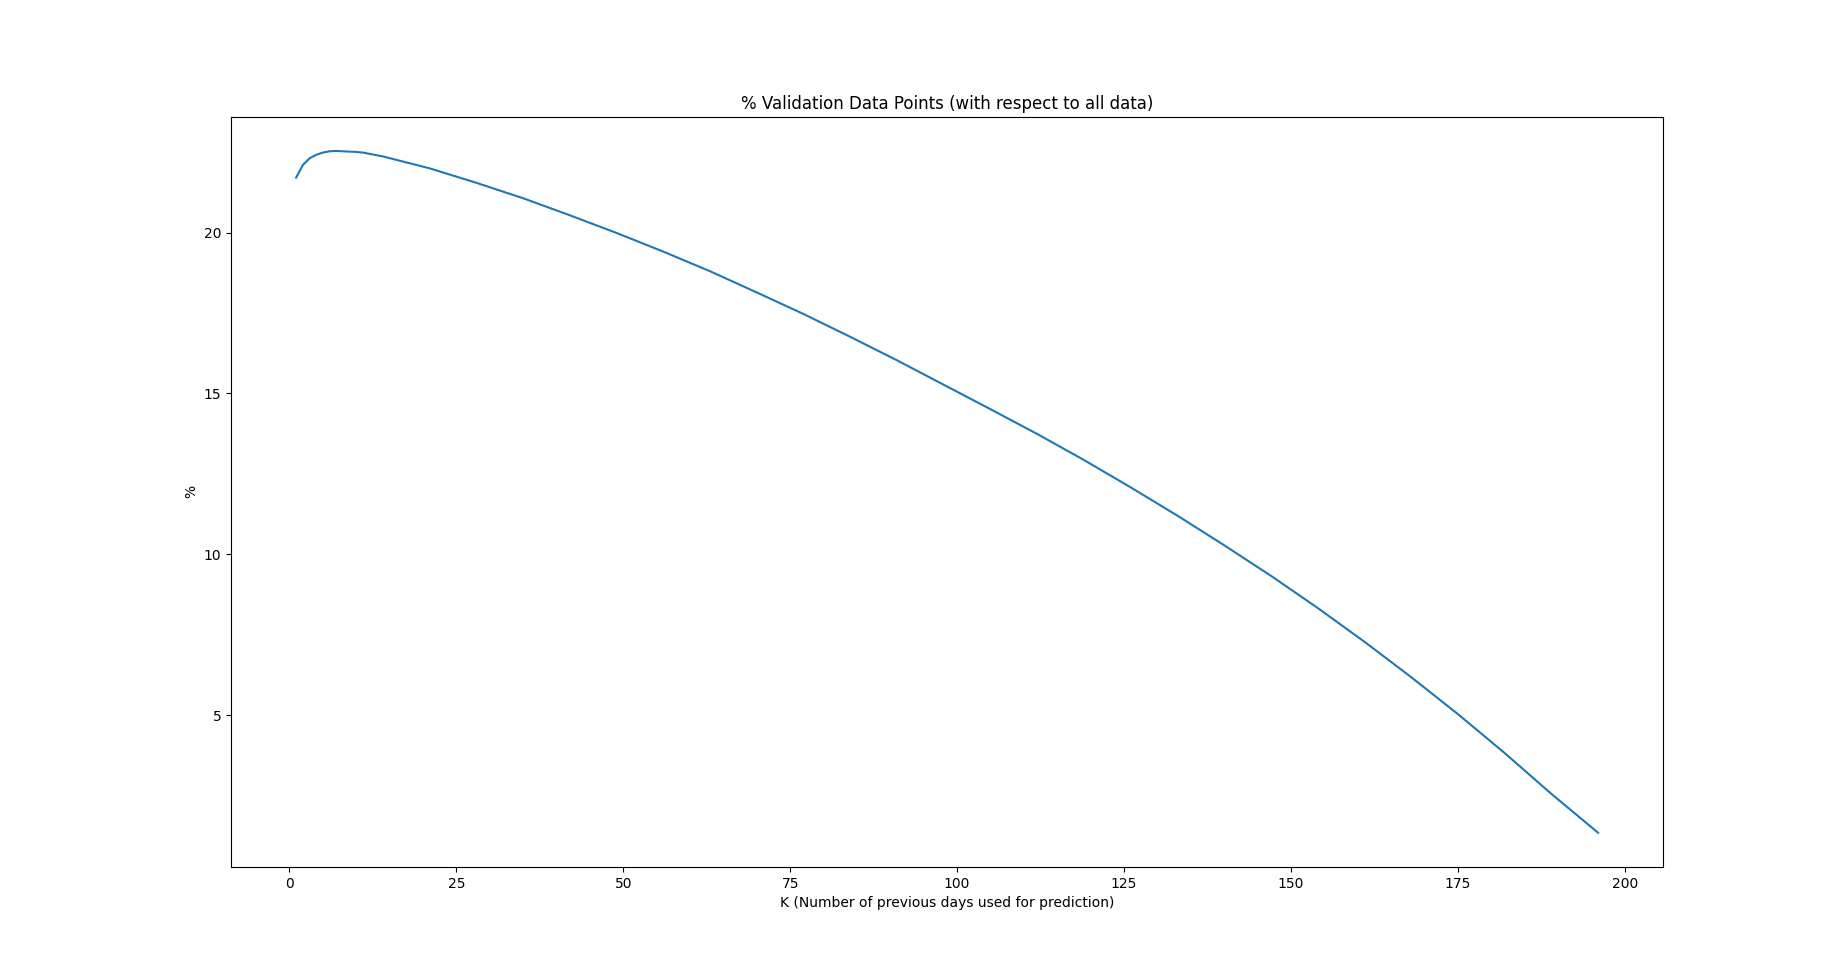 % Validation Data Points (with respect to all data)
20
15
%
10
5
0 25 50 75 100 125 150 175 200
K (Number of previous days used for prediction)